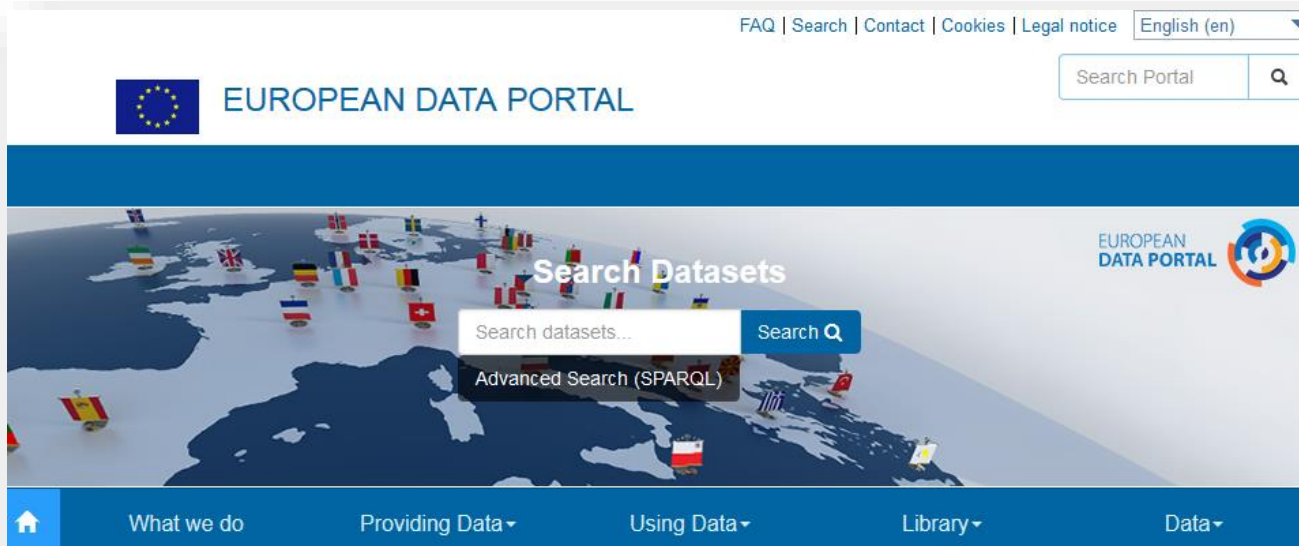 FAQ | Search | Contact | Cookies | Legal notice English (en)
Search Portal
EUROPEAN DATA PORTAL
EUROPEAN
DATA PORTAL
Search Datasets
Search datasets... Search
Advanced Search (SPARQL)
What we do Providing Data Using Data Library Data